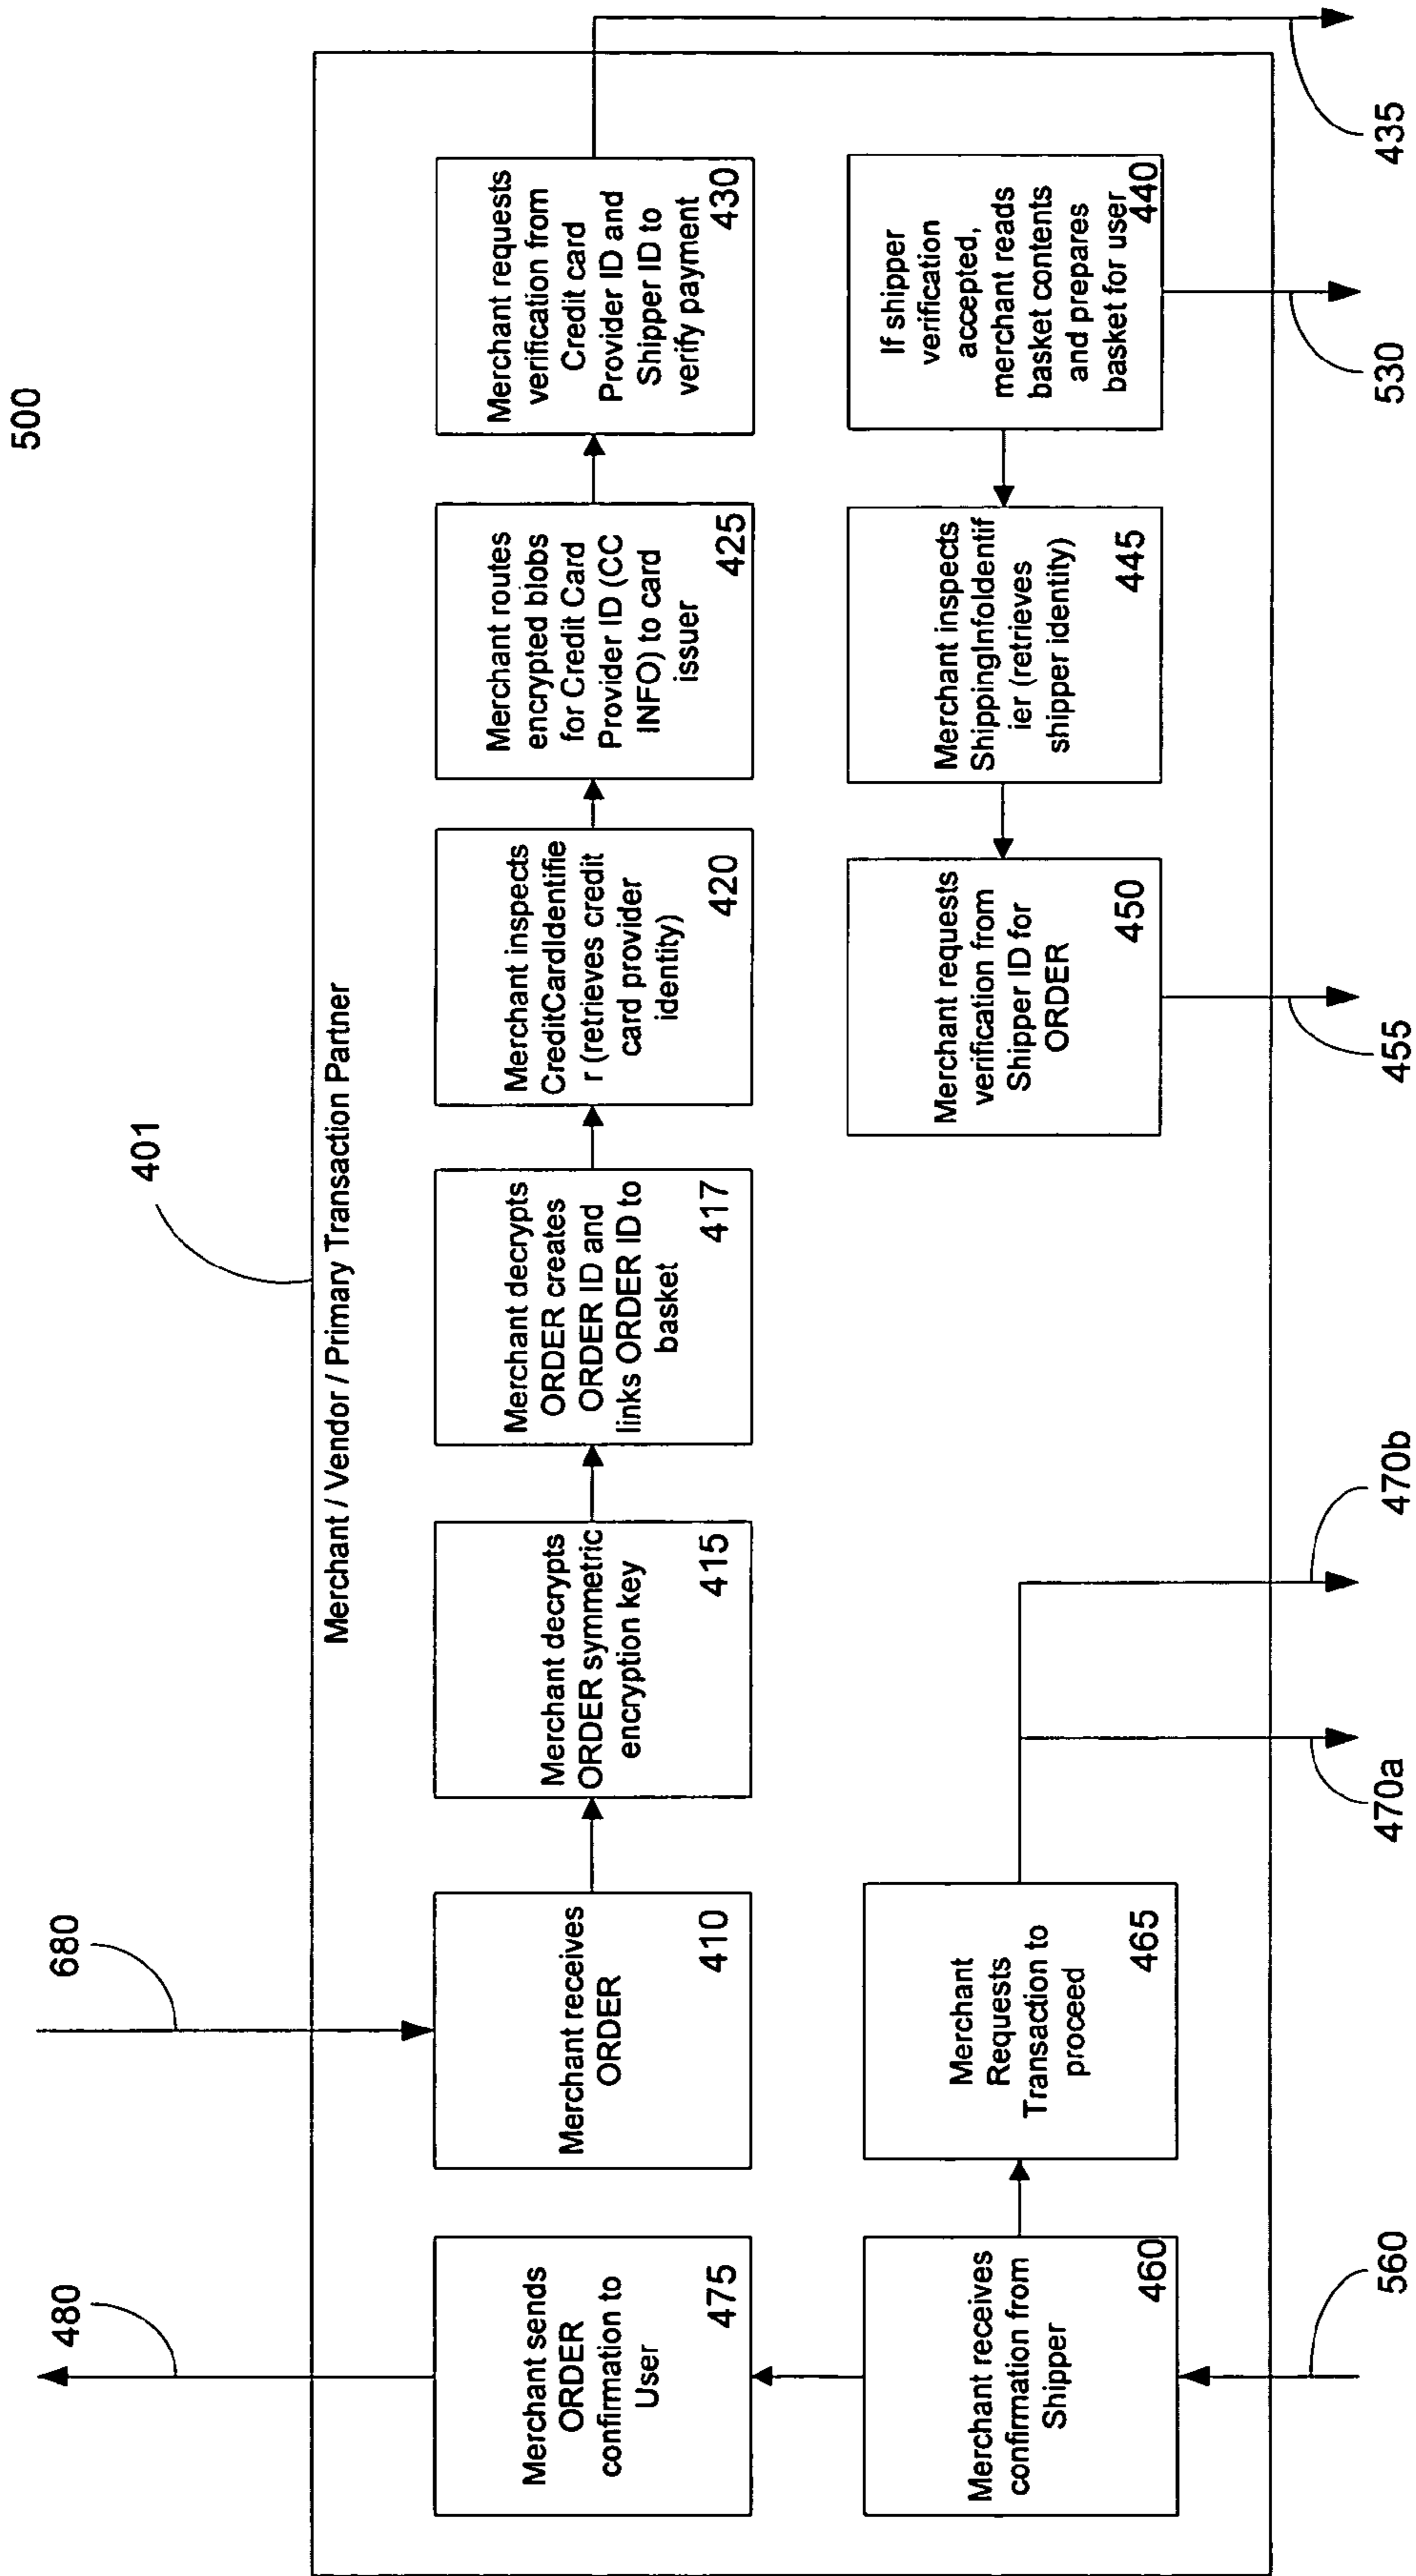 500
401
Merchant / Vendor / Primary Transaction Partner
480
680
Merchant sends
ORDER
confirmation to
User
475
Merchant receives
ORDER
410
Merchant decrypts
ORDER symmetric
encryption key
415
Merchant decrypts
ORDER creates
ORDER ID and
links ORDER ID to
basket
417
Merchant inspects
CreditCardIdentifie
r (retrieves credit
card provider
identity)
420
Merchant routes
encrypted blobs
for Credit Card
Provider ID (CC
INFO) to card
issuer
425
Merchant requests
verification from
Credit card
Provider ID and
Shipper ID to
verify payment
430
Merchant receives
confirmation from
Shipper
460
Merchant
Requests
Transaction to
proceed
465
Merchant requests
verification from
Shipper ID for
ORDER
450
Merchant inspects
ShippingInfoIdentif
ier (retrieves
shipper identity)
445
If shipper
verification
accepted,
merchant reads
basket contents
and prepares
basket for user
440
560
470a
470b
455
530
435